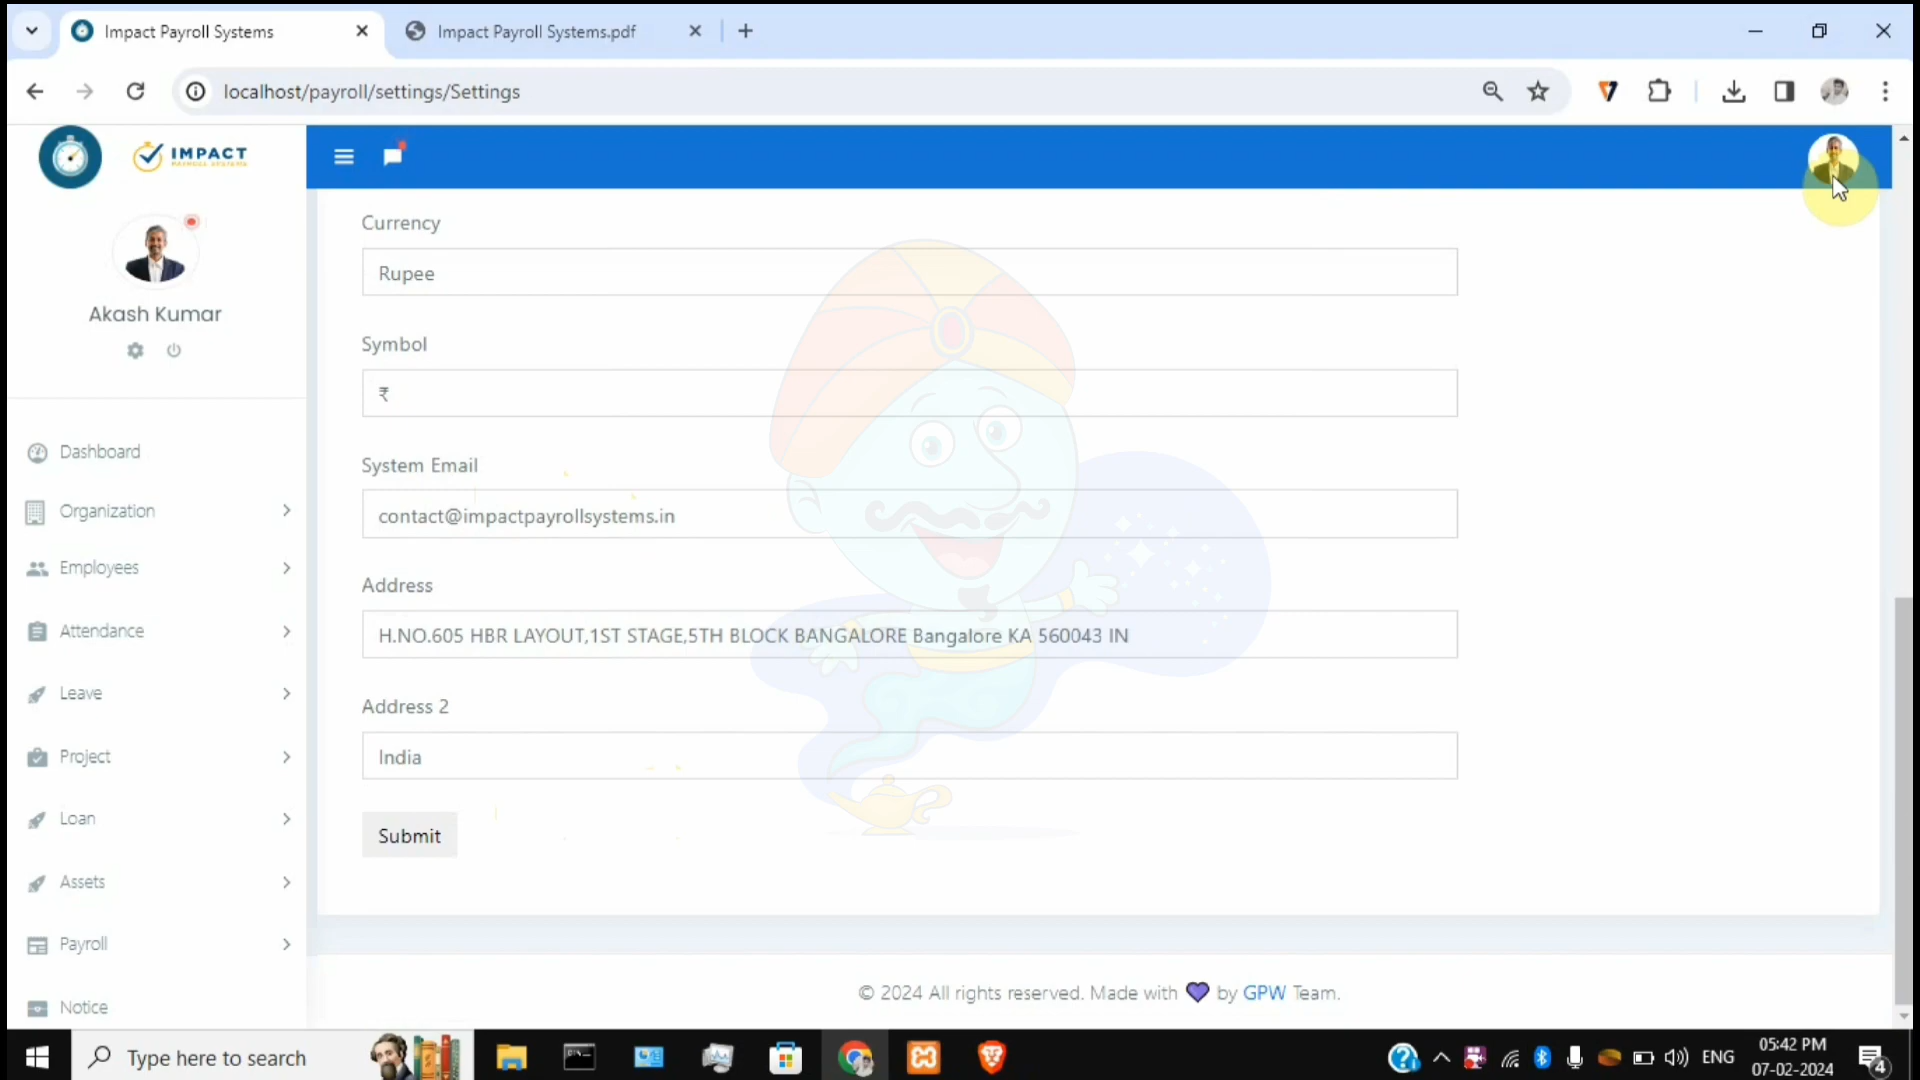 Impact Payroll Systems
Impact Payroll Systems.pdf
localhost/payroll/settings/Settings
IMPACT
PAYROLL SYSTEMS
Akash Kumar
Dashboard
Organization
Employees
Attendance
Leave
Project
Loan
Assets
Payroll
Notice
Currency
Rupee
Symbol
₹
System Email
contact@impactpayrollsystems.in
Address
H.NO.605 HBR LAYOUT,1ST STAGE,5TH BLOCK BANGALORE Bangalore KA 560043 IN
Address 2
India
Submit
© 2024 All rights reserved. Made with 💜 by GPW Team.
Type here to search
ENG
05:42 PM
07-02-2024
4